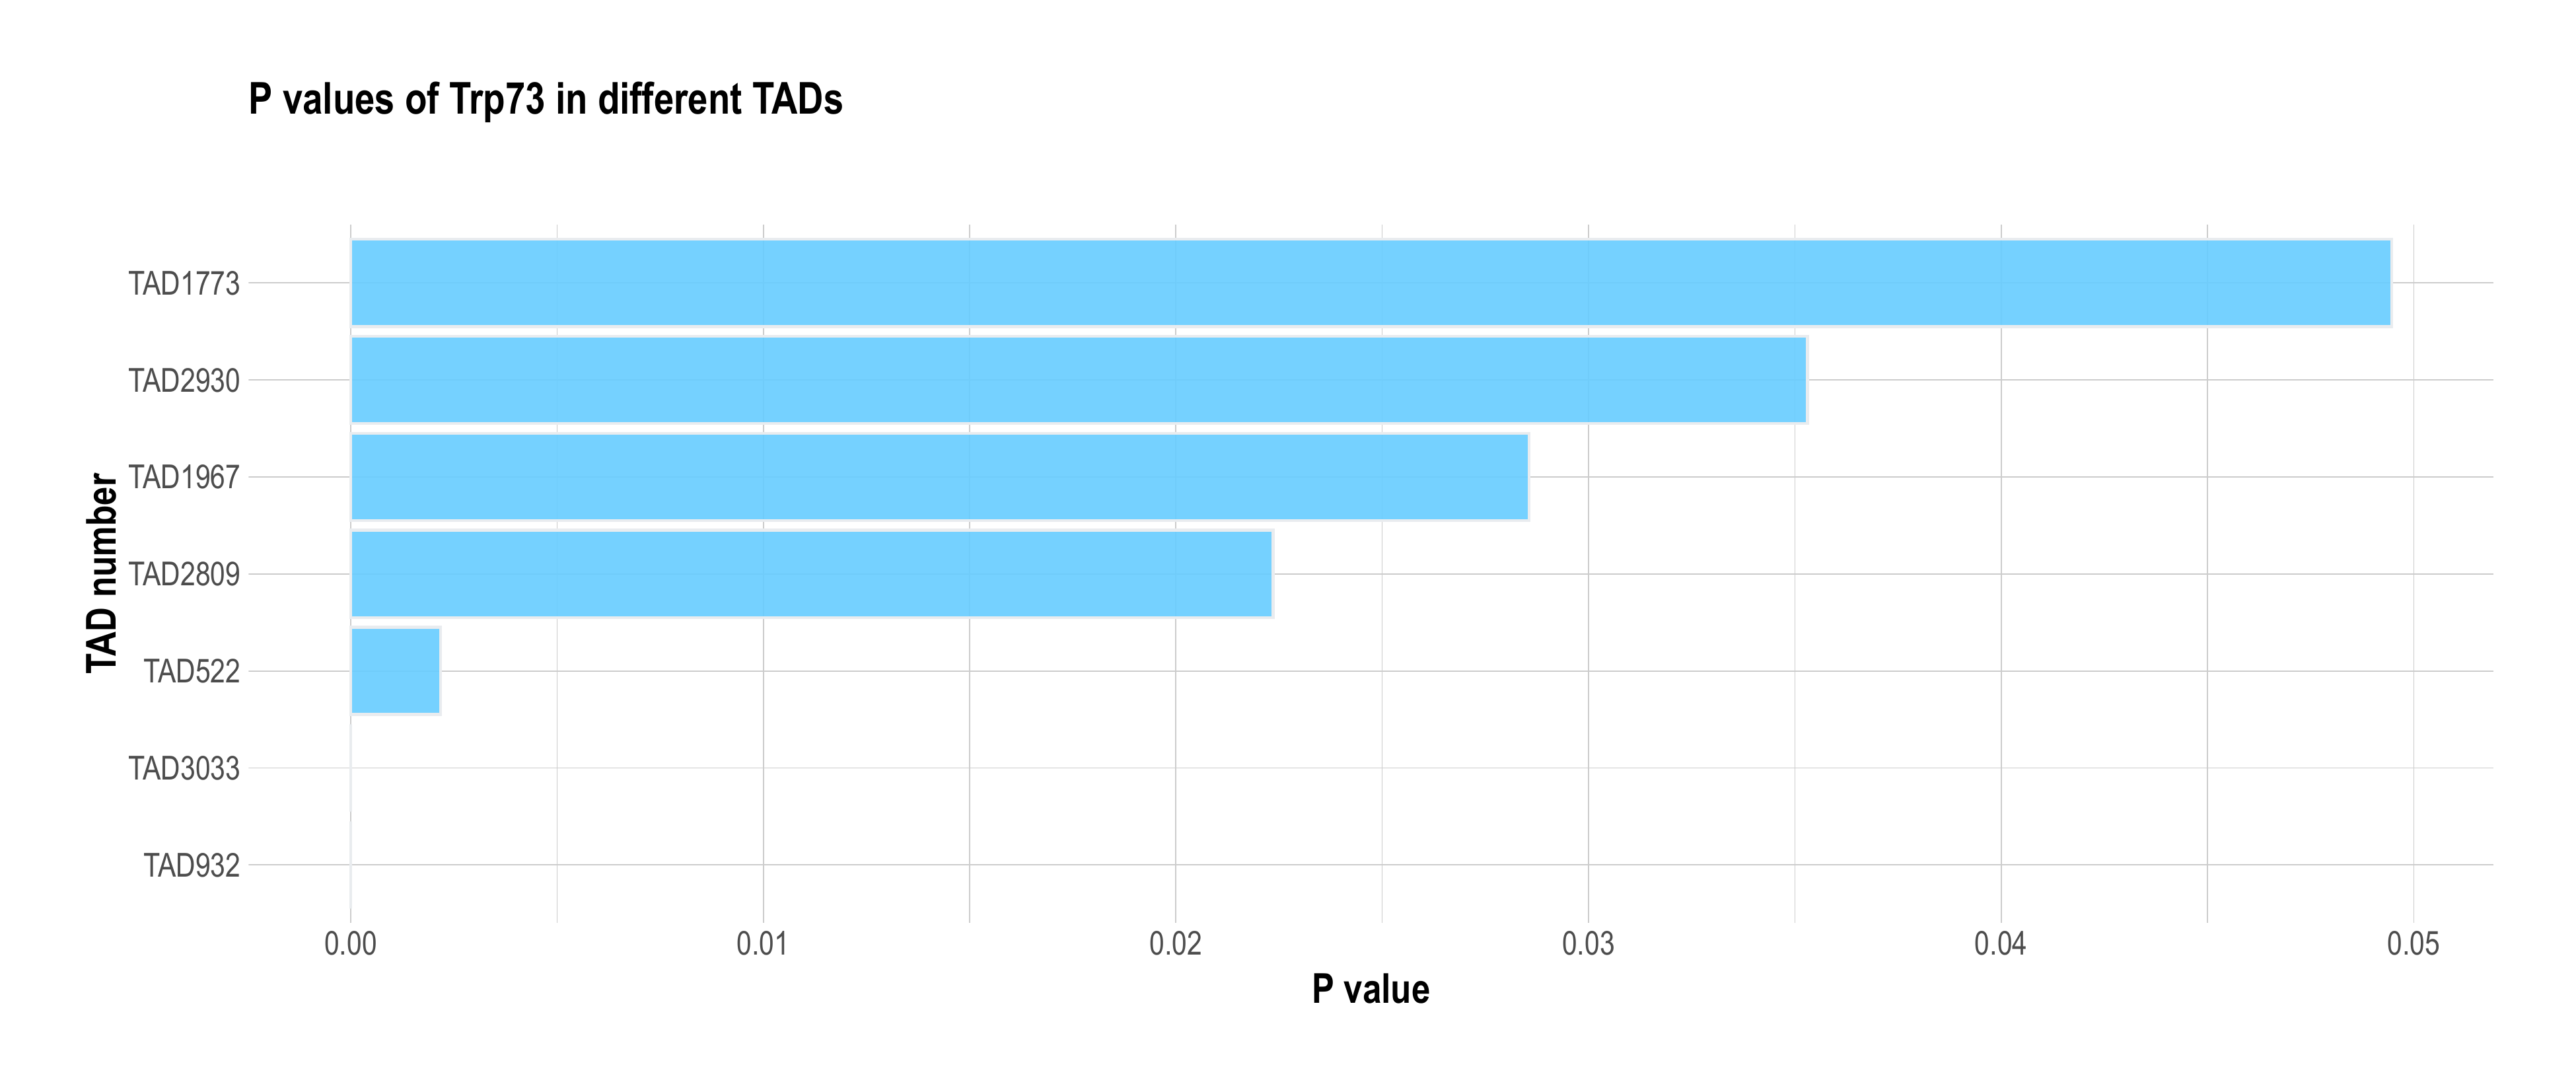 P values of Trp73 in different TADs
TAD number
TAD1773
TAD2930
TAD1967
TAD2809
TAD522
TAD3033
TAD932
0.00 0.01 0.02 0.03 0.04 0.05
P value